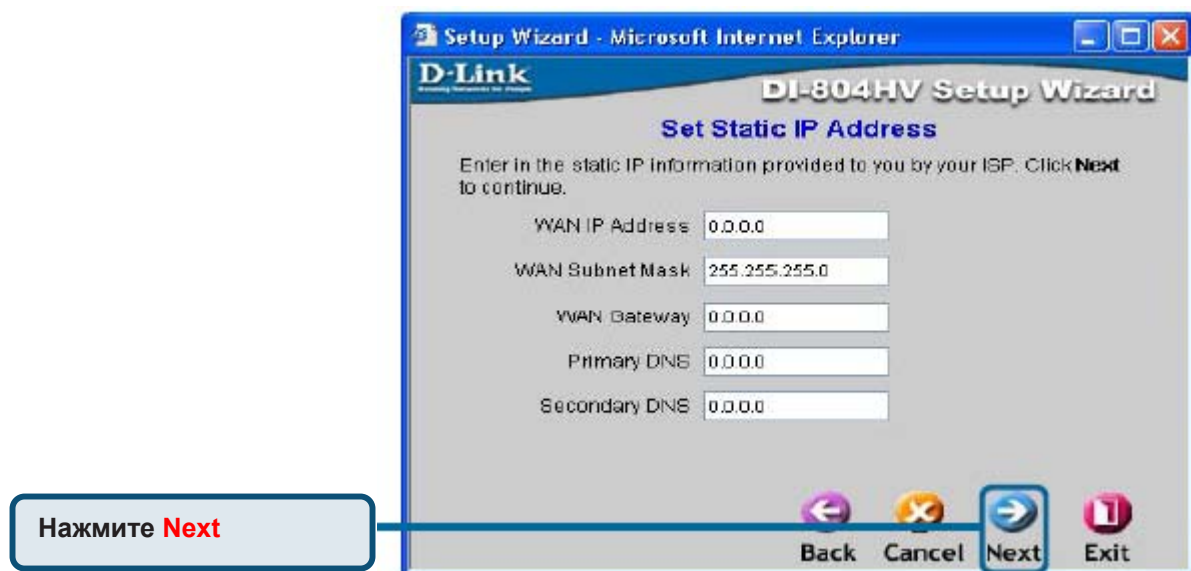 Setup Wizard - Microsoft Internet Explorer
D-Link
DI-804HV Setup Wizard
Set Static IP Address
Enter in the static IP information provided to you by your ISP. Click Next
to continue.
WAN IP Address 0.0.0.0
WAN Subnet Mask 255.255.255.0
WAN Gateway 0.0.0.0
Primary DNS 0.0.0.0
Secondary DNS 0.0.0.0
Нажмите Next
Back Cancel Next Exit